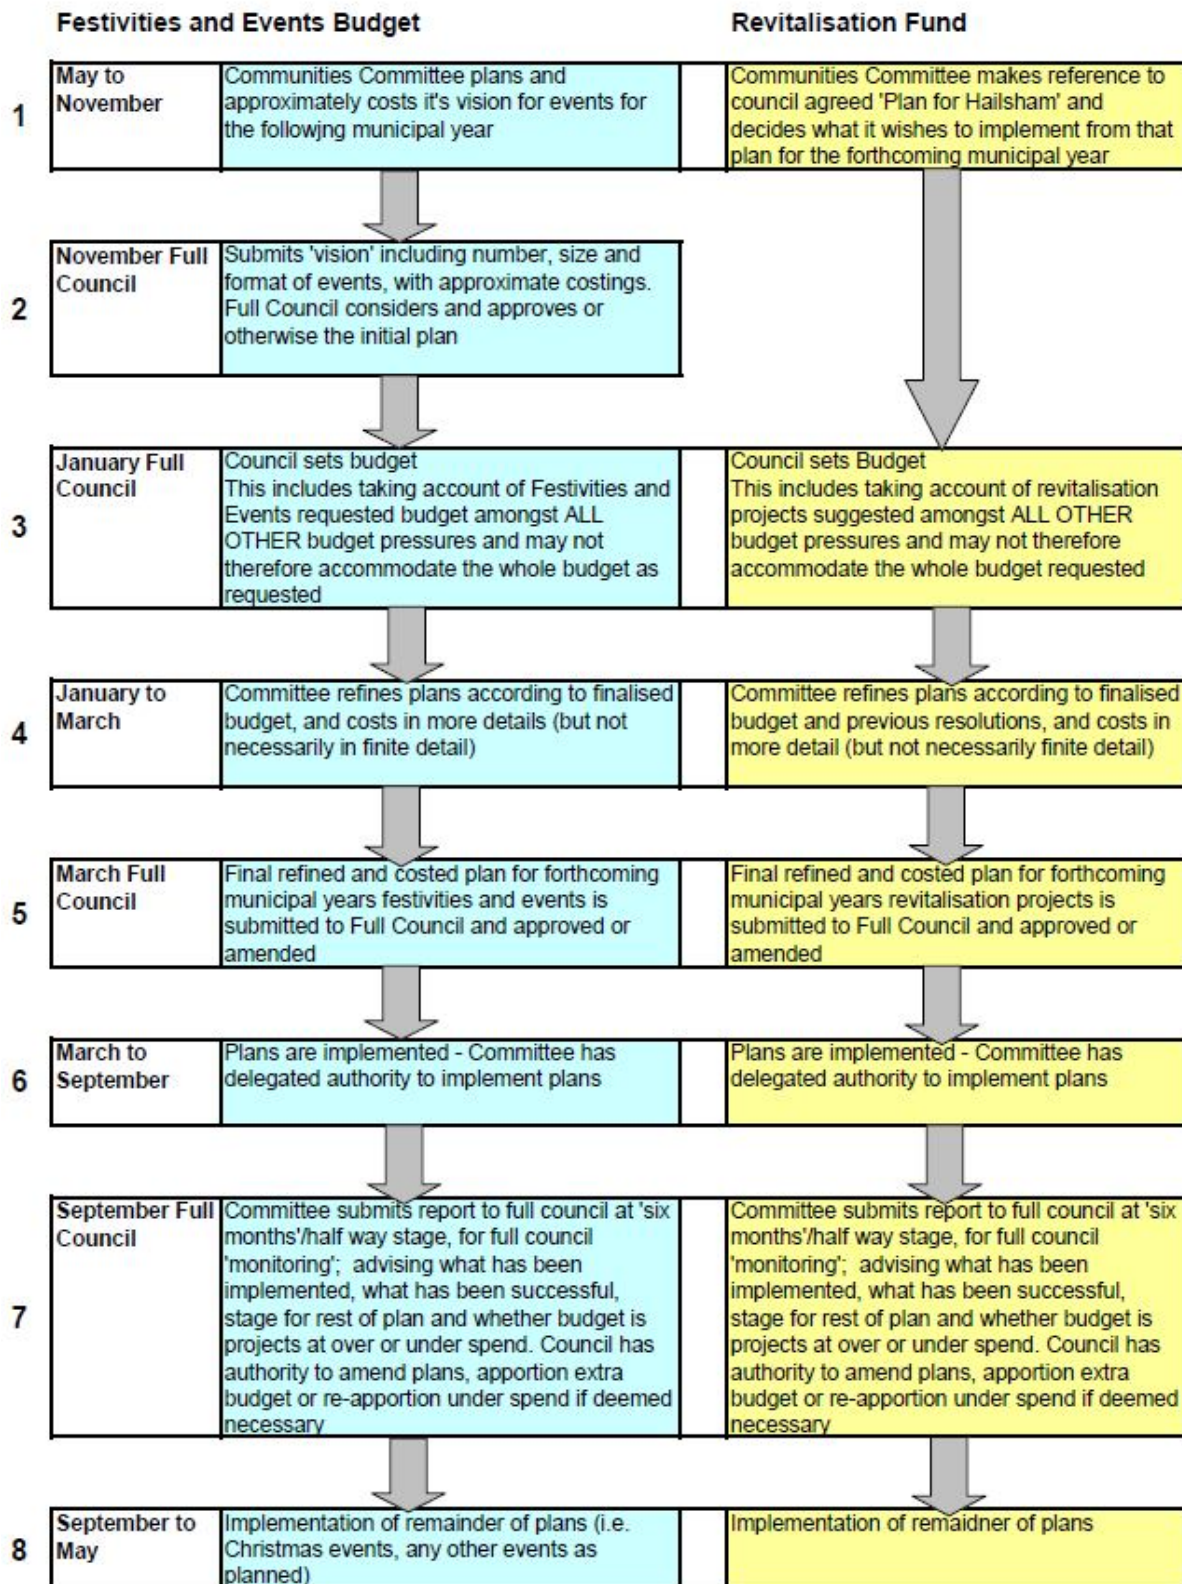 Festivities and Events Budget
Revitalisation Fund
1
May to
November
Communities Committee plans and
approximately costs it's vision for events for
the followjng municipal year
Communities Committee makes reference to
council agreed 'Plan for Hailsham' and
decides what it wishes to implement from that
plan for the forthcoming municipal year
2
November Full
Council
Submits 'vision' including number, size and
format of events, with approximate costings.
Full Council considers and approves or
otherwise the initial plan
3
January Full
Council
Council sets budget
This includes taking account of Festivities and
Events requested budget amongst ALL
OTHER budget pressures and may not
therefore accommodate the whole budget as
requested
Council sets Budget
This includes taking account of revitalisation
projects suggested amongst ALL OTHER
budget pressures and may not therefore
accommodate the whole budget requested
4
January to
March
Committee refines plans according to finalised
budget, and costs in more details (but not
necessarily in finite detail)
Committee refines plans according to finalised
budget and previous resolutions, and costs in
more detail (but not necessarily finite detail)
5
March Full
Council
Final refined and costed plan for forthcoming
municipal years festivities and events is
submitted to Full Council and approved or
amended
Final refined and costed plan for forthcoming
municipal years revitalisation projects is
submitted to Full Council and approved or
amended
6
March to
September
Plans are implemented - Committee has
delegated authority to implement plans
Plans are implemented - Committee has
delegated authority to implement plans
7
September Full
Council
Committee submits report to full council at 'six
months'/half way stage, for full council
'monitoring'; advising what has been
implemented, what has been successful,
stage for rest of plan and whether budget is
projects at over or under spend. Council has
authority to amend plans, apportion extra
budget or re-apportion under spend if deemed
necessary
Committee submits report to full council at 'six
months'/half way stage, for full council
'monitoring'; advising what has been
implemented, what has been successful,
stage for rest of plan and whether budget is
projects at over or under spend. Council has
authority to amend plans, apportion extra
budget or re-apportion under spend if deemed
necessary
8
September to
May
Implementation of remainder of plans (i.e.
Christmas events, any other events as
planned)
Implementation of remaidner of plans